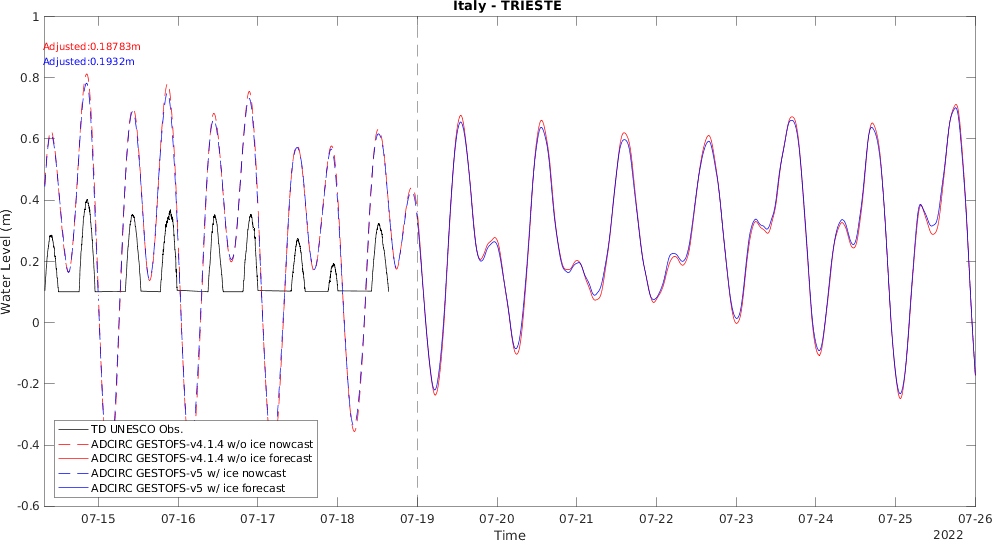 Italy - TRIESTE
Adjusted:0.18783m
Adjusted:0.1932m
1
0.8
0.6
0.4
0.2
0
-0.2
-0.4
-0.6
Water Level (m)
TD UNESCO Obs.
ADCIRC GESTOFS-v4.1.4 w/o ice nowcast
ADCIRC GESTOFS-v4.1.4 w/o ice forecast
ADCIRC GESTOFS-v5 w/ ice nowcast
ADCIRC GESTOFS-v5 w/ ice forecast
07-15 07-16 07-17 07-18 07-19 07-20 07-21 07-22 07-23 07-24 07-25 07-26
Time
2022